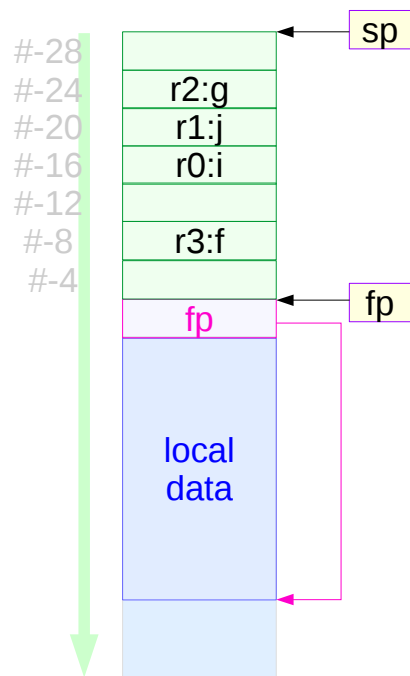 sp
#-28
#-24 r2:g
#-20 r1:j
#-16 r0:i
#-12
#-8 r3:f
#-4
fp
fp
local
data